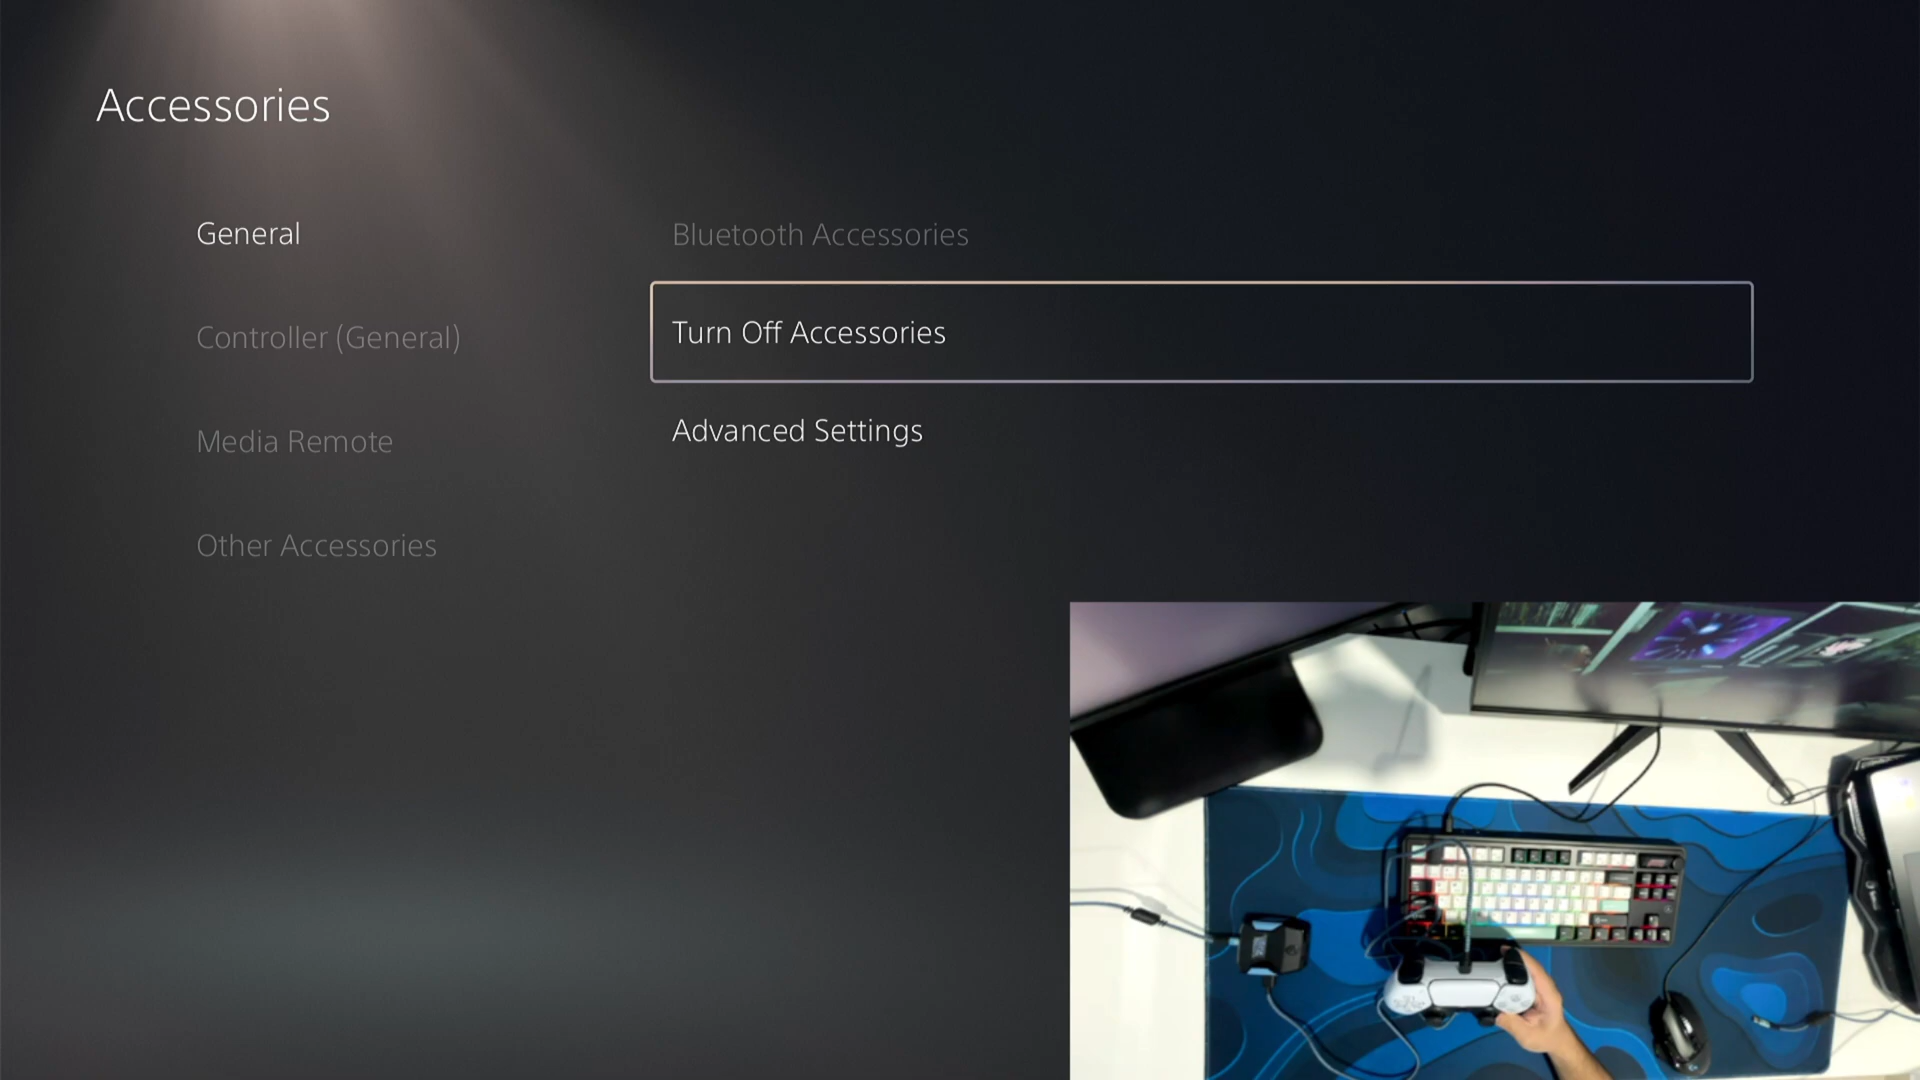 Accessories
General
Controller (General)
Media Remote
Other Accessories
Bluetooth Accessories
Turn Off Accessories
Advanced Settings